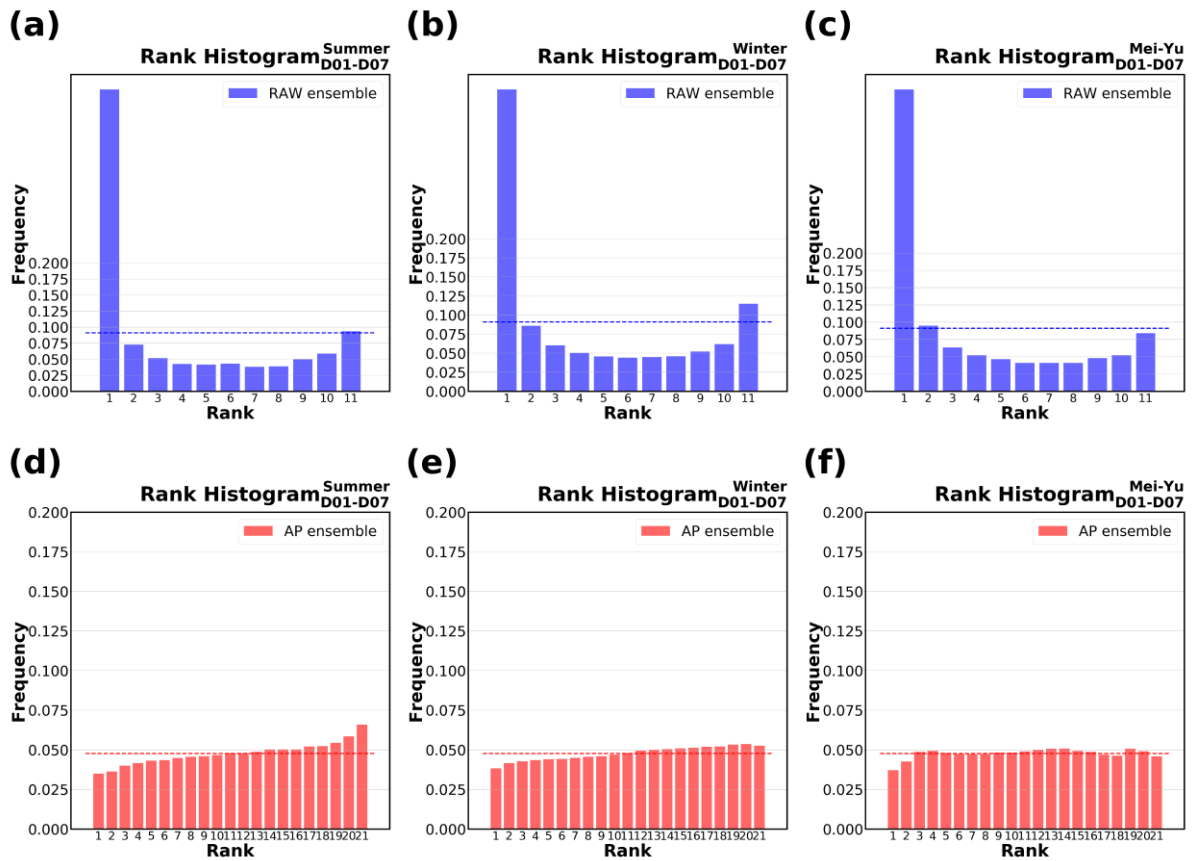 (a)
Rank Histogram Summer D01-D07
RAW ensemble
Frequency
0.200
0.175
0.150
0.125
0.100
0.075
0.050
0.025
0.000
1 2 3 4 5 6 7 8 9 10 11
Rank
(b)
Rank Histogram Winter D01-D07
RAW ensemble
Frequency
0.200
0.175
0.150
0.125
0.100
0.075
0.050
0.025
0.000
1 2 3 4 5 6 7 8 9 10 11
Rank
(c)
Rank Histogram Mei-Yu D01-D07
RAW ensemble
Frequency
0.200
0.175
0.150
0.125
0.100
0.075
0.050
0.025
0.000
1 2 3 4 5 6 7 8 9 10 11
Rank
(d)
Rank Histogram Summer D01-D07
AP ensemble
Frequency
0.200
0.175
0.150
0.125
0.100
0.075
0.050
0.025
0.000
1 2 3 4 5 6 7 8 9 10 11 12 13 14 15 16 17 18 19 20 21
Rank
(e)
Rank Histogram Winter D01-D07
AP ensemble
Frequency
0.200
0.175
0.150
0.125
0.100
0.075
0.050
0.025
0.000
1 2 3 4 5 6 7 8 9 10 11 12 13 14 15 16 17 18 19 20 21
Rank
(f)
Rank Histogram Mei-Yu D01-D07
AP ensemble
Frequency
0.200
0.175
0.150
0.125
0.100
0.075
0.050
0.025
0.000
1 2 3 4 5 6 7 8 9 10 11 12 13 14 15 16 17 18 19 20 21
Rank